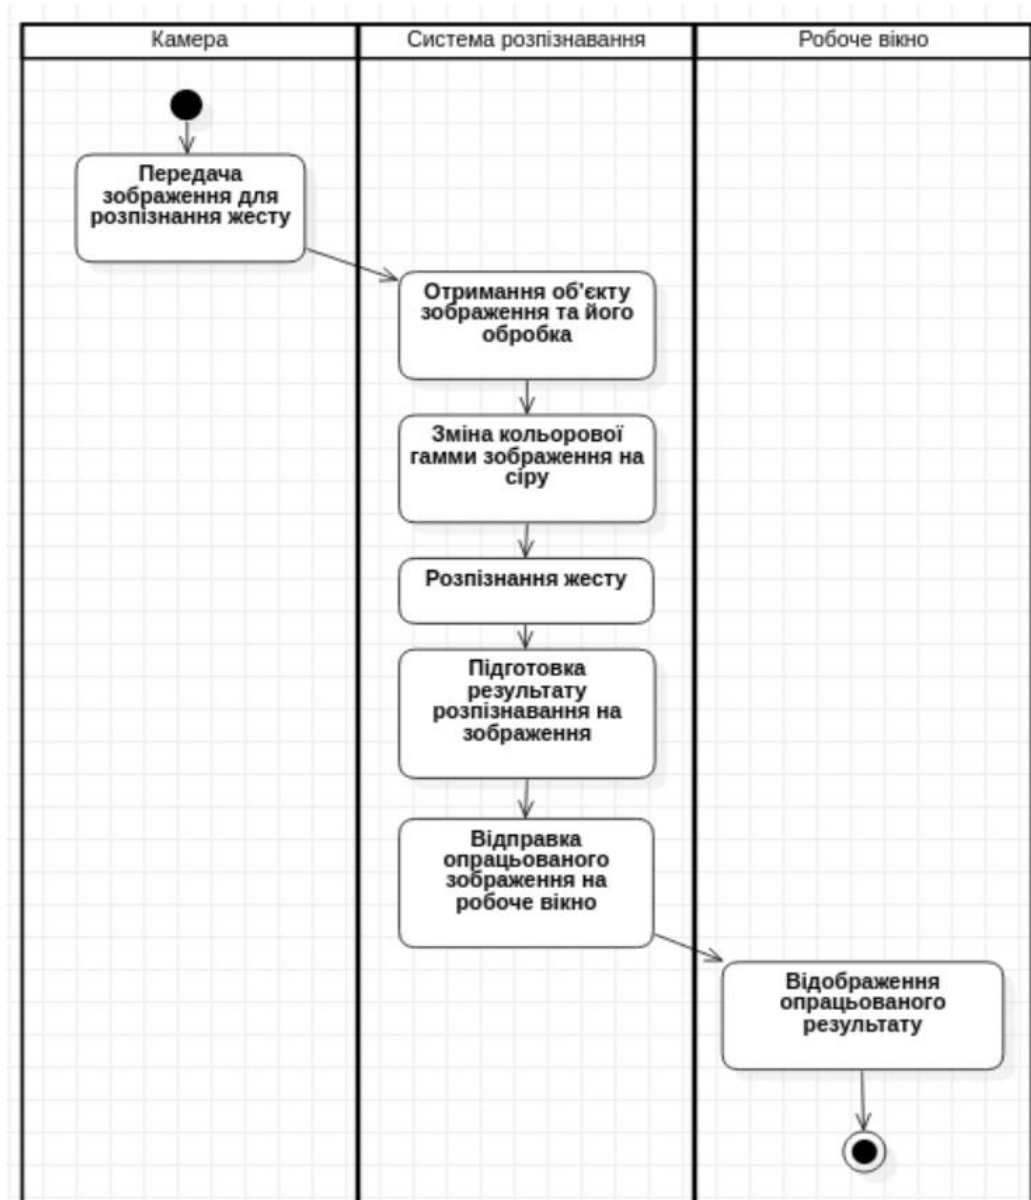 Камера
Система розпізнавання
Робоче вікно
Передача
зображення для
розпізнання жесту
Отримання об'єкту
зображення та його
обробка
Зміна кольорової
гамми зображення на
сіру
Розпізнання жесту
Підготовка
результату
розпізнавання на
зображення
Відправка
опрацьованого
зображення на
робоче вікно
Відображення
опрацьованого
результату